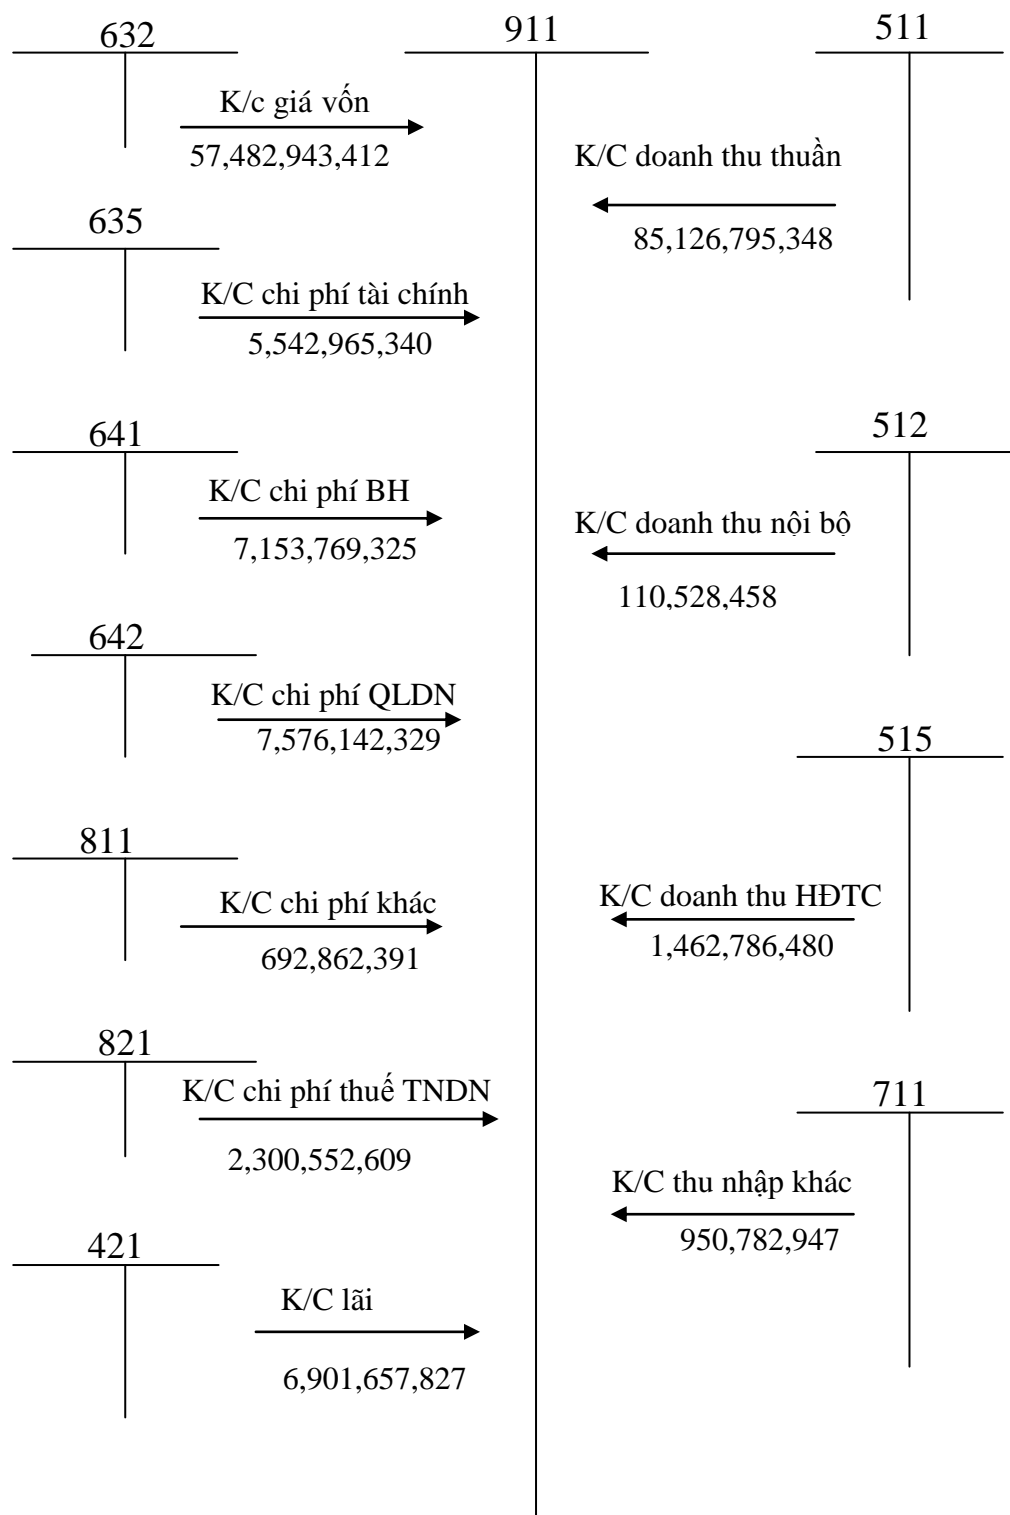 632
911
511
K/c giá vốn
57,482,943,412
K/C doanh thu thuần
85,126,795,348
635
K/C chi phí tài chính
5,542,965,340
641
512
K/C chi phí BH
7,153,769,325
K/C doanh thu nội bộ
110,528,458
642
K/C chi phí QLDN
7,576,142,329
515
811
K/C chi phí khác
692,862,391
K/C doanh thu HĐTC
1,462,786,480
821
K/C chi phí thuế TNDN
2,300,552,609
711
K/C thu nhập khác
950,782,947
421
K/C lãi
6,901,657,827